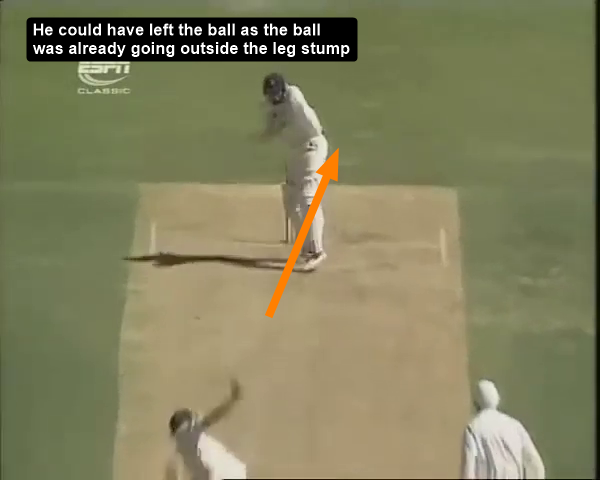 He could have left the ball as the ball
was already going outside the leg stump
ESPN
CLASSIC